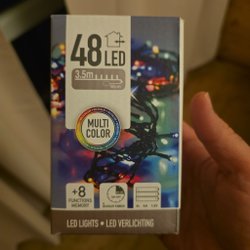 48 LED
3.5m
MULTI
COLOR
+8
FUNCTIONS
MEMORY
LED LIGHTS • LED VERLICHTING